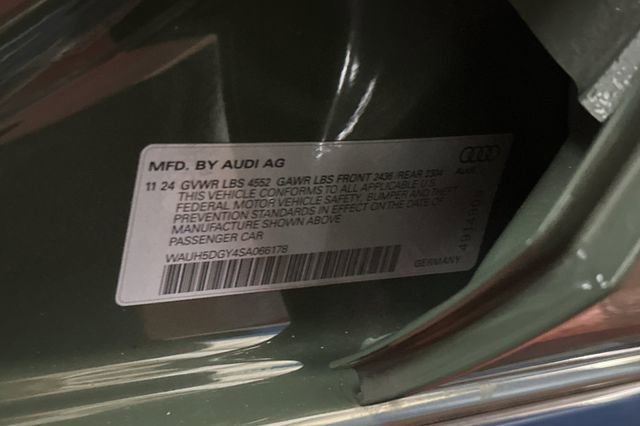 MFD. BY AUDI AG
11 24 GVWR LBS 4552 GAWR LBS FRONT 2436 /REAR 2304
THIS VEHICLE CONFORMS TO ALL APPLICABLE U.S.
FEDERAL MOTOR VEHICLE SAFETY, BUMPER AND THEFT
PREVENTION STANDARDS IN EFFECT ON THE DATE OF
MANUFACTURE SHOWN ABOVE
PASSENGER CAR
WAUH5DGY4SA066178
GERMANY
Audi